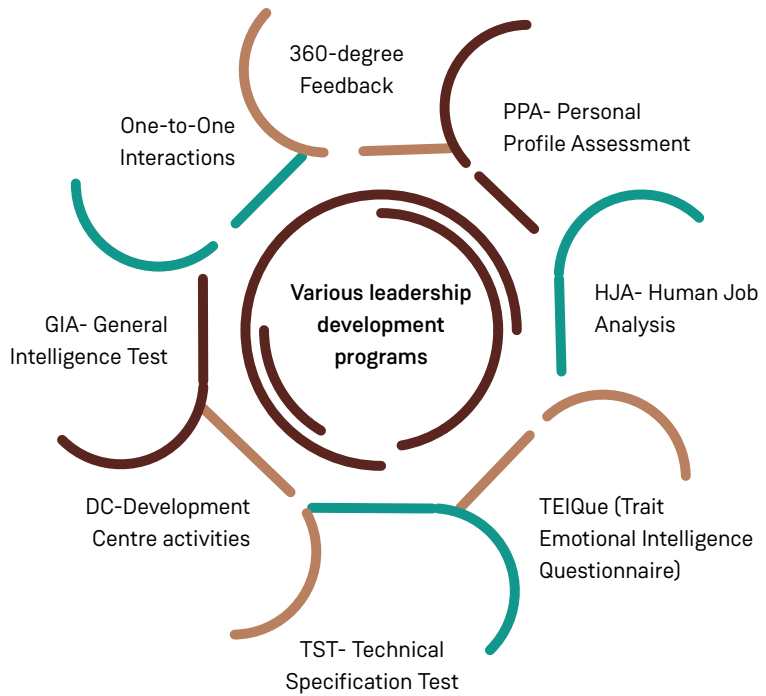 360-degree
Feedback
PPA- Personal
Profile Assessment
One-to-One
Interactions
HJA- Human Job
Analysis
Various leadership
development
programs
GIA- General
Intelligence Test
TEIQue (Trait
Emotional Intelligence
Questionnaire)
DC-Development
Centre activities
TST- Technical
Specification Test